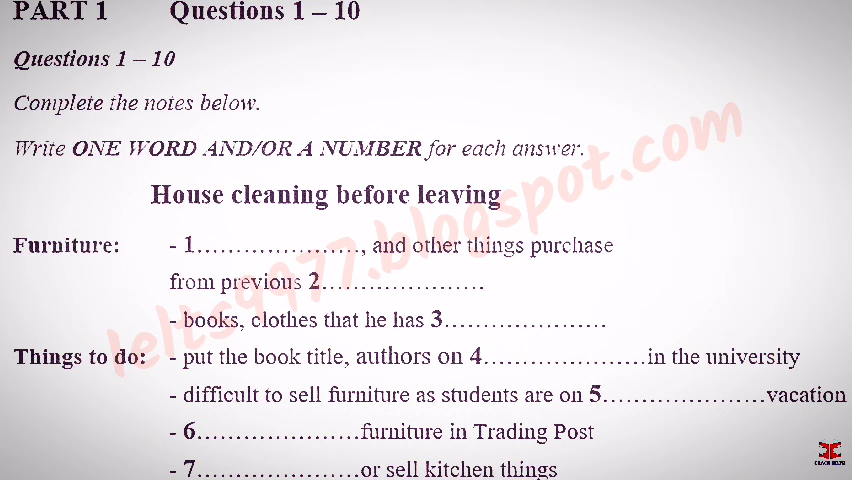 PART 1 Questions 1 – 10
Questions 1 – 10
Complete the notes below.
Write ONE WORD AND/OR A NUMBER for each answer.
House cleaning before leaving
Furniture: - 1…………………, and other things purchase
from previous 2…………………
- books, clothes that he has 3…………………
Things to do: - put the book title, authors on 4…………………in the university
- difficult to sell furniture as students are on 5…………………vacation
- 6…………………furniture in Trading Post
- 7…………………or sell kitchen things
Ielts9977.blogspot.com
COACH IELTS